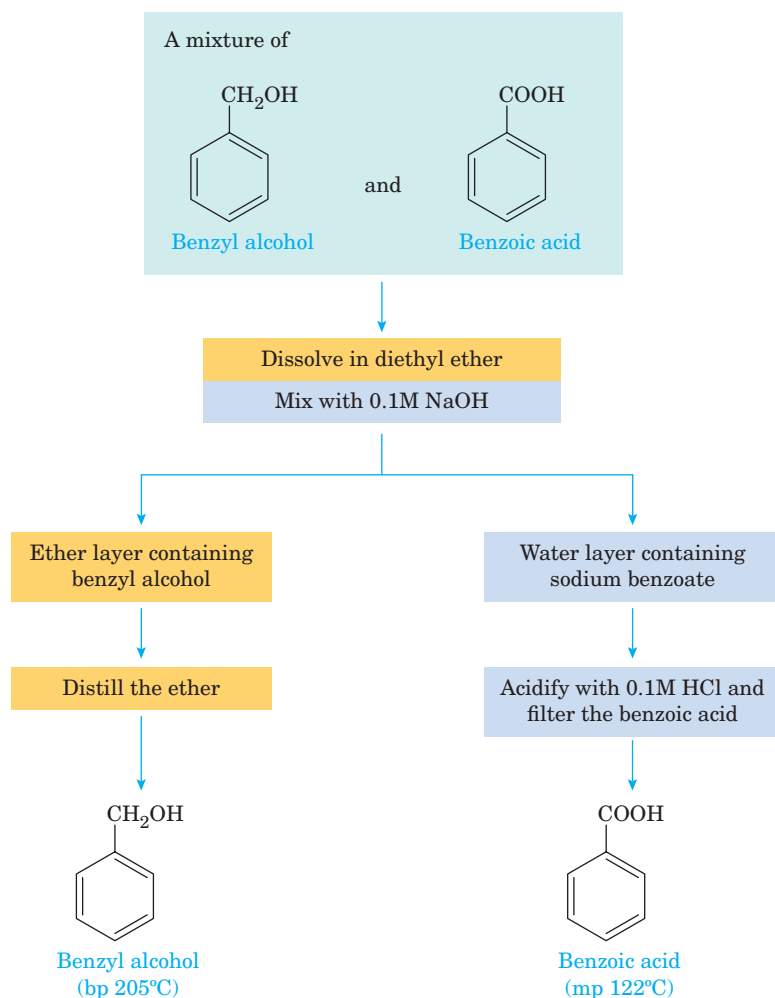 A mixture of
CH₂OH
COOH
and
Benzyl alcohol
Benzoic acid
Dissolve in diethyl ether
Mix with 0.1M NaOH
Ether layer containing
benzyl alcohol
Water layer containing
sodium benzoate
Distill the ether
Acidify with 0.1M HCl and
filter the benzoic acid
CH₂OH
COOH
Benzyl alcohol
(bp 205ºC)
Benzoic acid
(mp 122ºC)